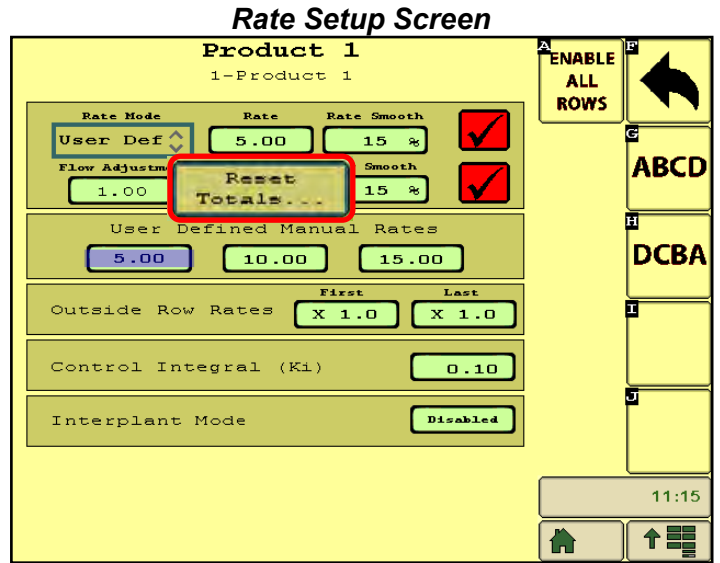 Rate Setup Screen
Product 1
1-Product 1
Rate Mode Rate Rate Smooth
User Def 5.00 15 %
Flow Adjustm Smooth
1.00 15 %
Reset
Totals...
User Defined Manual Rates
5.00 10.00 15.00
First Last
Outside Row Rates X 1.0 X 1.0
Control Integral (Ki) 0.10
Interplant Mode Disabled
A
ENABLE
ALL
ROWS
F
G
ABCD
H
DCBA
I
J
11:15